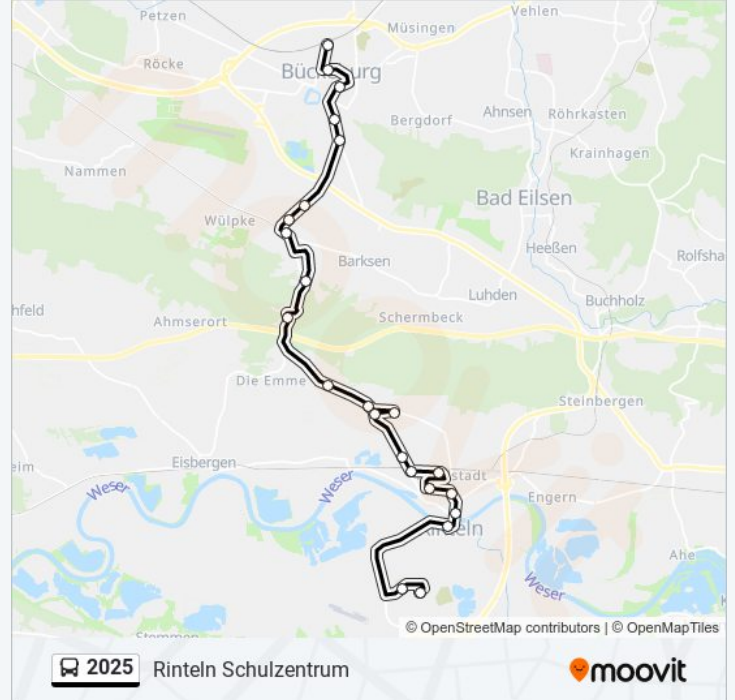 Petzen
Vehlen
Müsingen
Röcke
Bergdorf
Ahnsen
Röhrkasten
Krainhagen
Nammen
Bad Eilsen
Wülpke
Heeßen
Barksen
Rolfsha
Luhden
Buchholz
hfeld
Ahmserort
Schermbeck
Die Emme
Steinbergen
Eisbergen
eim
stadt
Weser
Weser
Engern
Ahe
Weser
© OpenStreetMap contributors | © OpenMapTiles
2025 Rinteln Schulzentrum
moovit